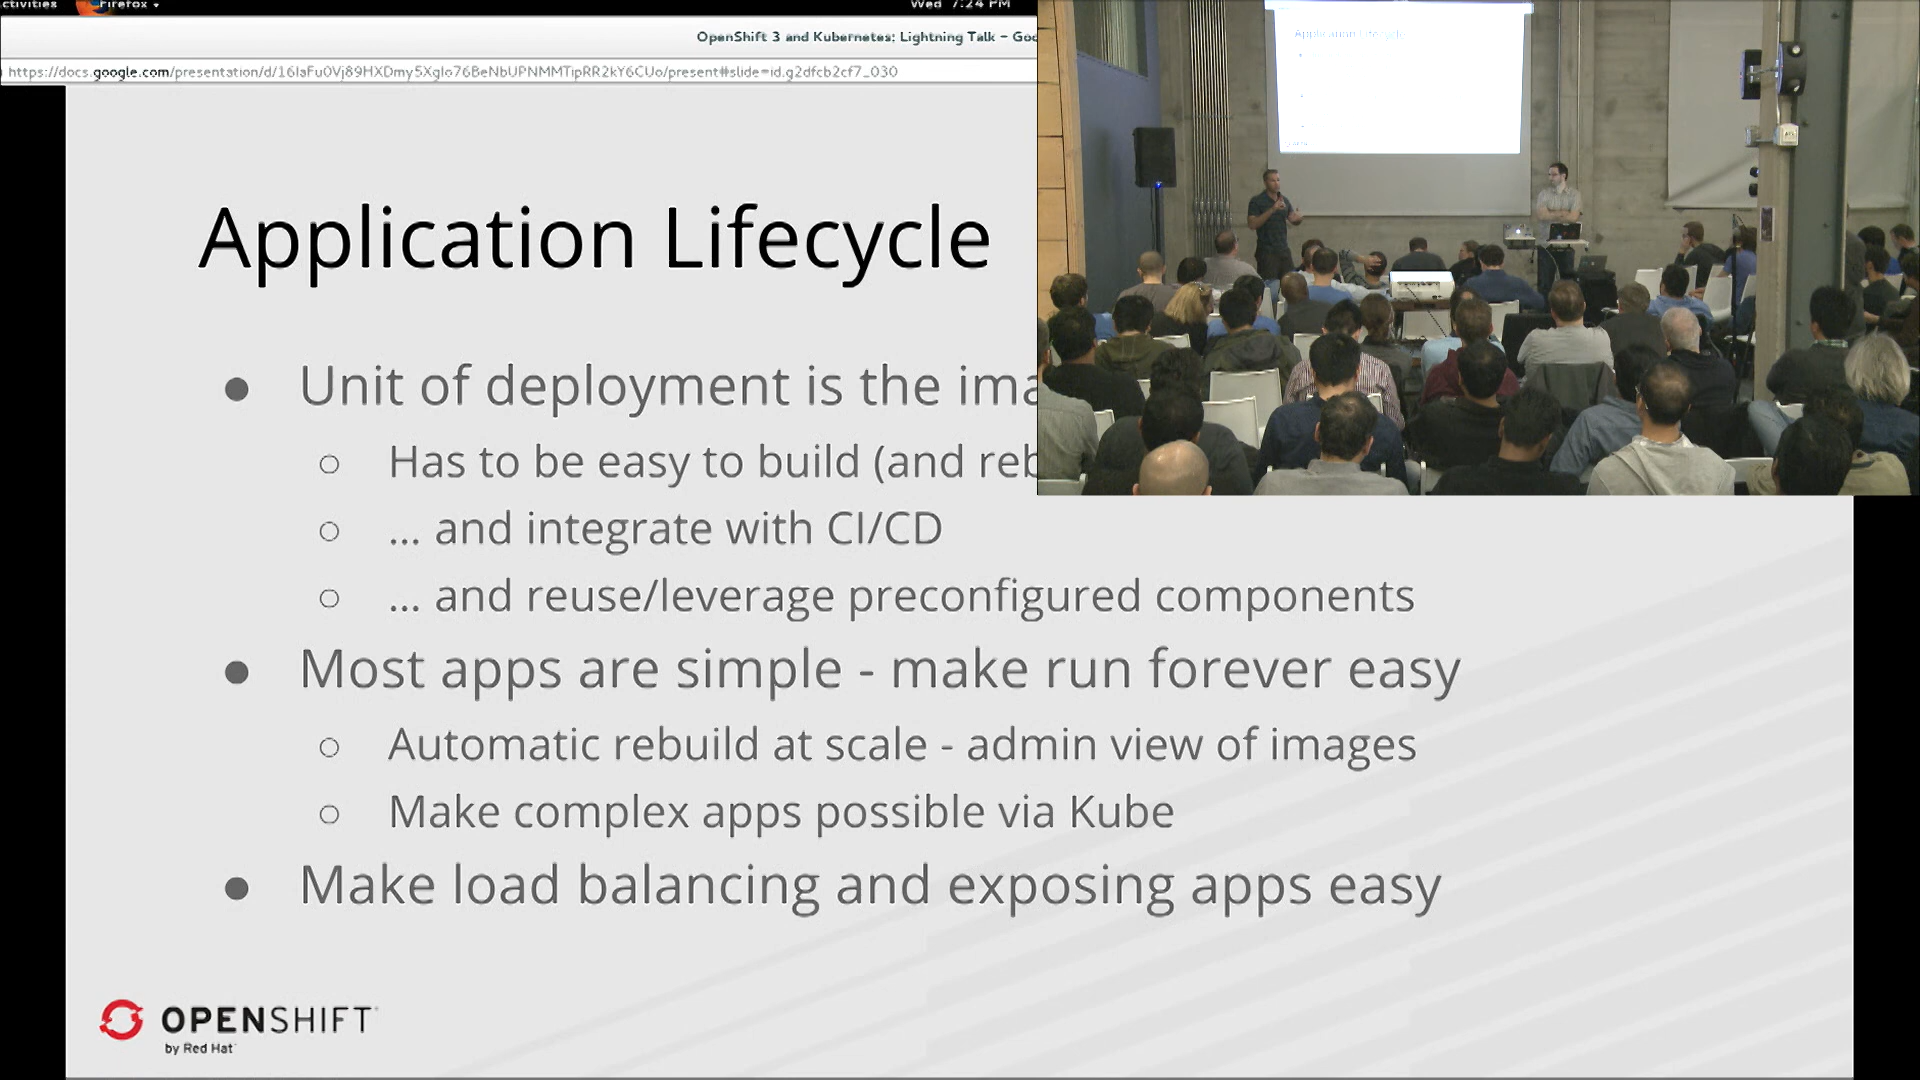 ctivities Firefox Wed 7:24 PM
OpenShift 3 and Kubernetes: Lightning Talk - Goo
https://docs.google.com/presentation/d/16IaFu0Vj89HXDmy5Xglo76BeNbUPNMMTipRR2kY6CUo/present#slide=id.g2dfcb2cf7_030
Application Lifecycle
Application Lifecycle
● Unit of deployment is the ima
○ Has to be easy to build (and reb
○ ... and integrate with CI/CD
○ ... and reuse/leverage preconfigured components
● Most apps are simple - make run forever easy
○ Automatic rebuild at scale - admin view of images
○ Make complex apps possible via Kube
● Make load balancing and exposing apps easy
OPENSHIFT
by Red Hat